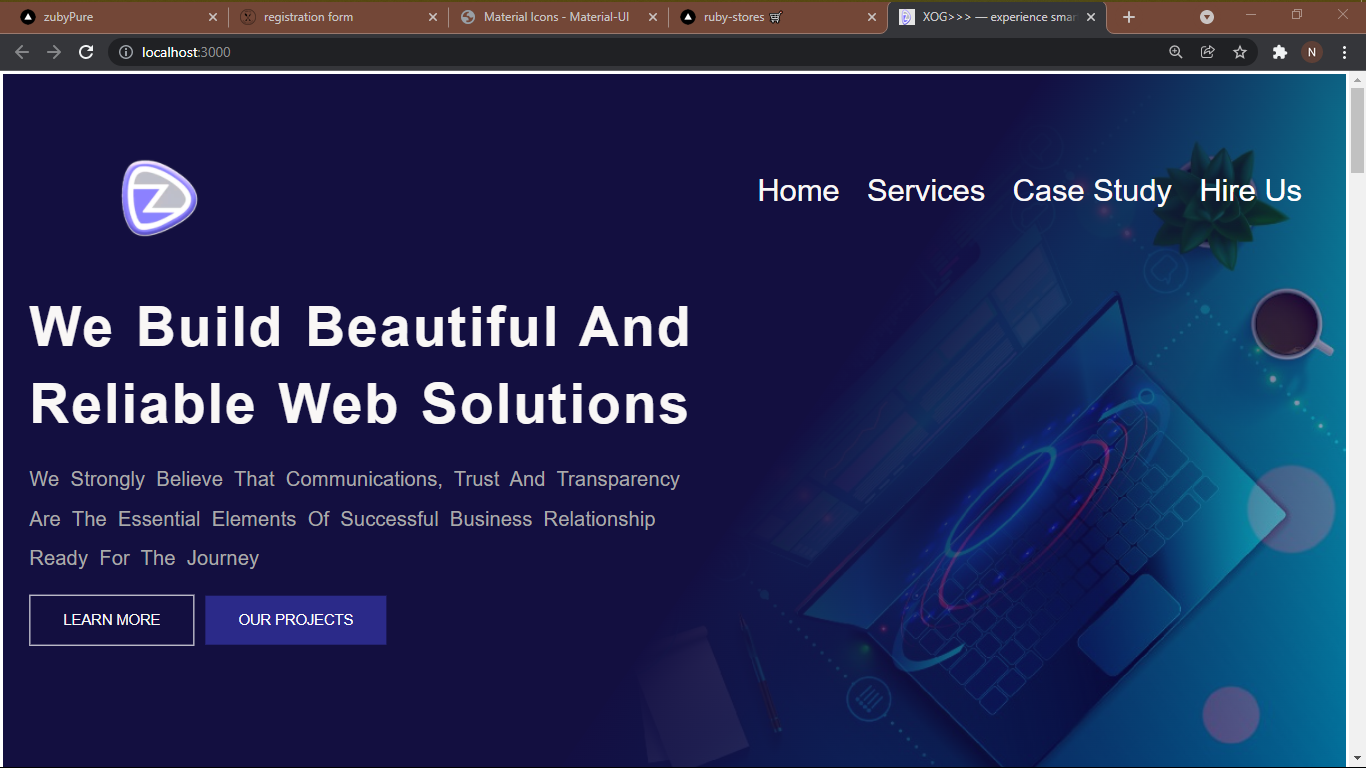 zubyPure
registration form
Material Icons - Material-UI
ruby-stores
XOG>>> — experience smar
localhost:3000
N
Z
Home Services Case Study Hire Us
We Build Beautiful And
Reliable Web Solutions
We Strongly Believe That Communications, Trust And Transparency
Are The Essential Elements Of Successful Business Relationship
Ready For The Journey
LEARN MORE OUR PROJECTS